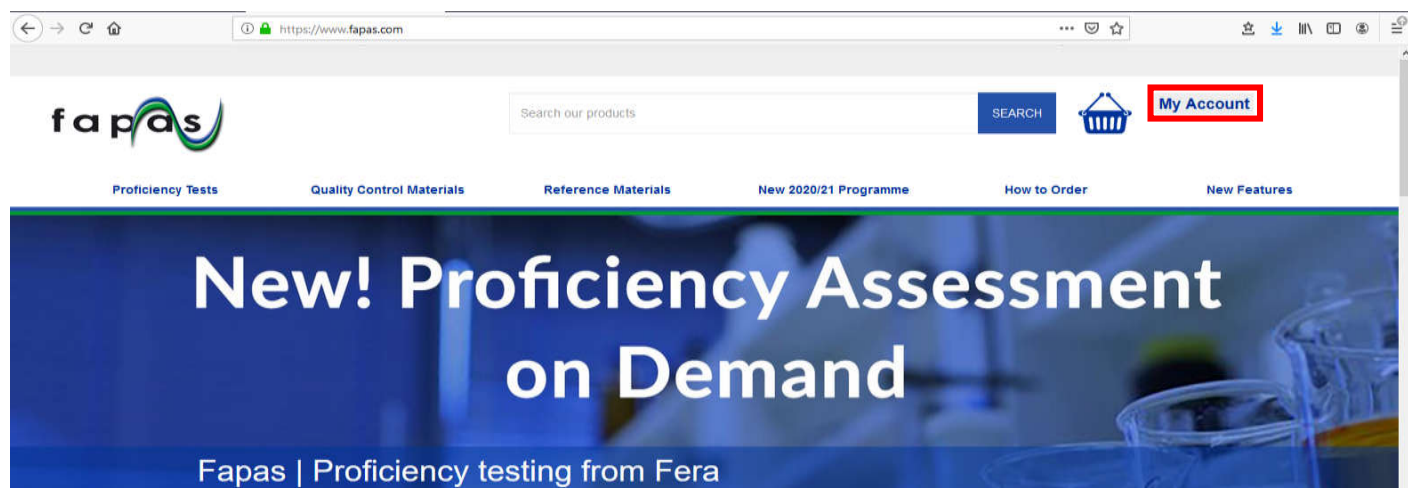 https://www.fapas.com
fapas
Search our products
SEARCH
My Account
Proficiency Tests
Quality Control Materials
Reference Materials
New 2020/21 Programme
How to Order
New Features
New! Proficiency Assessment
on Demand
Fapas | Proficiency testing from Fera